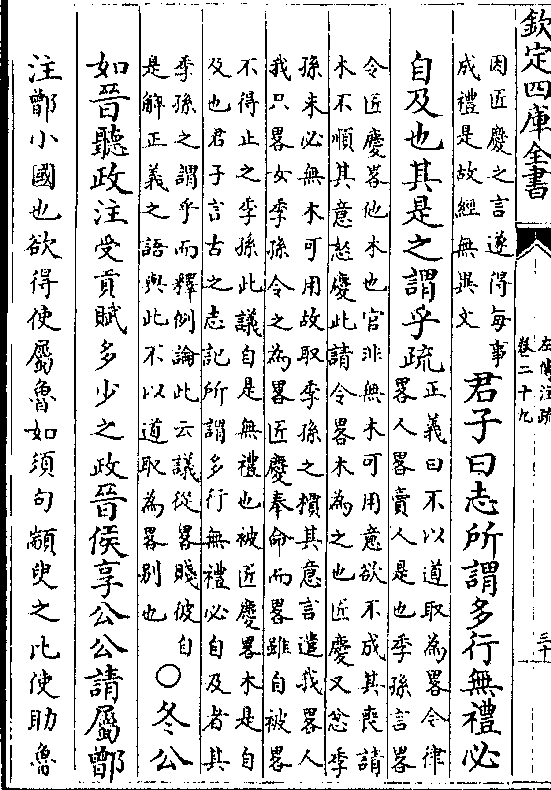 欽定四庫全書
左傳注疏
卷二十九
三十
因匠慶之言遂得每事
成禮是故經無異文
君子曰志所謂多行無禮必
自及也其是之謂乎疏
正義曰不以道取為畧令律
畧人畧賣人是也季孫言畧
令匠慶畧他木也官非無木可用意欲不成其喪請
木不順其意慶此請令畧木為之也匠慶又忿季
孫未必無木可用故取季孫之檟其意言遣我畧人
我只畧女季孫令之為畧匠慶奉命而畧雖自被畧
不得止之季孫此議自是無禮也被匠慶畧木是自
及也君子言古之志記所謂多行無禮必自及者其
季孫之謂乎而釋例論此云議從畧賤彼自
是解正義之語與此不以道取為畧別也
○冬公
如晉聽政注受貢賦多少之政晉侯享公公請屬鄫
注鄫小國也欲得使屬魯如須句顓臾之比使助魯